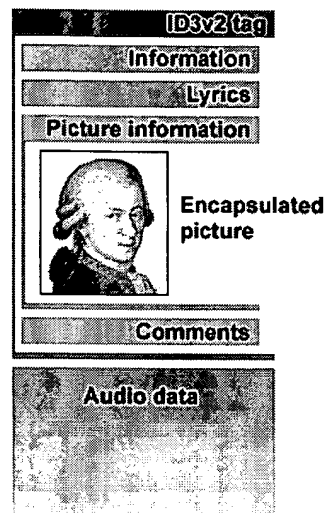 ID3v2 tag
Information
Lyrics
Picture information
Encapsulated
picture
Comments
Audio data